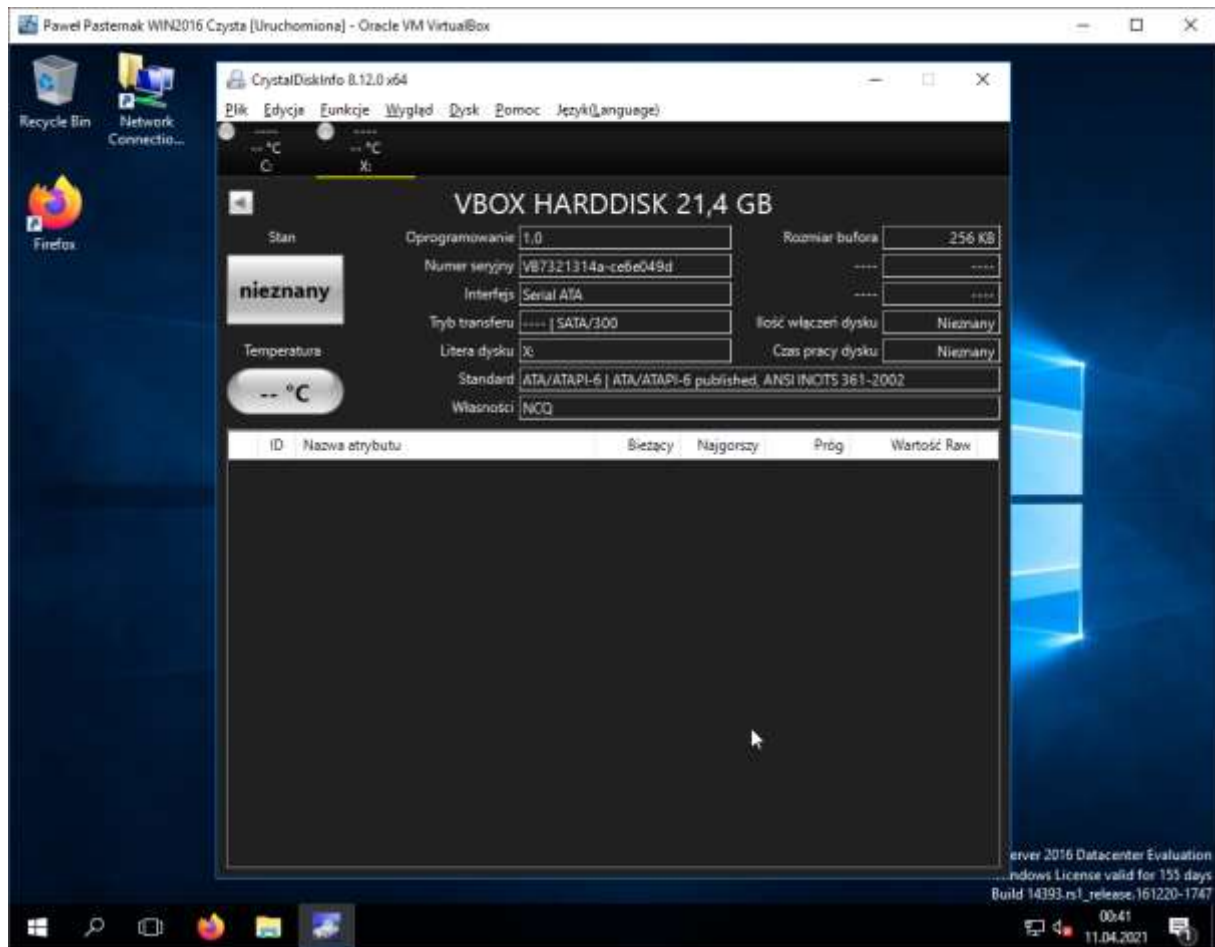 Paweł Pasternak WIN2016 Czysta [Uruchomiona] - Oracle VM VirtualBox
Recycle Bin
Network
Connectio...
Firefox
CrystalDiskInfo 8.12.0 x64
Plik Edycja Funkcje Wygląd Dysk Pomoc Język(Language)
---- ----
-- °C -- °C
C: X:
VBOX HARDDISK 21,4 GB
Stan
nieznany
Temperatura
-- °C
Oprogramowanie 1,0 Rozmiar bufora 256 KB
Numer seryjny VB7321314a-ce6e049d ---- ----
Interfejs Serial ATA ---- ----
Tryb transferu ---- | SATA/300 Ilość włączeń dysku Nieznany
Litera dysku X: Czas pracy dysku Nieznany
Standard ATA/ATAPI-6 | ATA/ATAPI-6 published, ANSI INCITS 361-2002
Własności NCQ
ID Nazwa atrybutu Bieżący Najgorszy Próg Wartość Raw
erver 2016 Datacenter Evaluation
ndows License valid for 155 days
Build 14393.rs1_release.161220-1747
00:41
11.04.2021